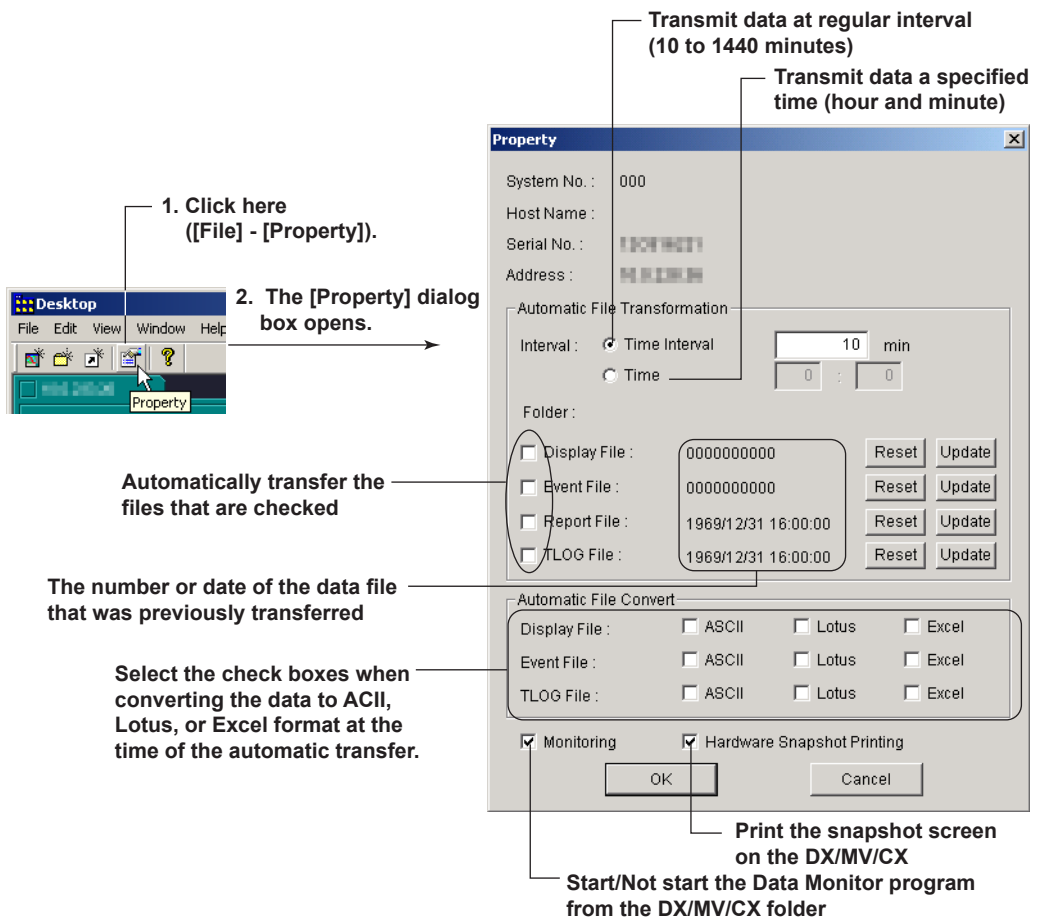 Transmit data at regular interval
(10 to 1440 minutes)
Transmit data a specified
time (hour and minute)
1. Click here
([File] - [Property]).
2. The [Property] dialog
box opens.
Desktop
File Edit View Window Help
Property
Property
System No. : 000
Host Name :
Serial No. :
Address :
Automatic File Transformation
Interval : Time Interval 10 min
Time 0 : 0
Folder :
Display File : 0000000000 Reset Update
Event File : 0000000000 Reset Update
Report File : 1969/12/31 16:00:00 Reset Update
TLOG File : 1969/12/31 16:00:00 Reset Update
Automatically transfer the
files that are checked
The number or date of the data file
that was previously transferred
Automatic File Convert
Display File : ASCII Lotus Excel
Event File : ASCII Lotus Excel
TLOG File : ASCII Lotus Excel
Select the check boxes when
converting the data to ACII,
Lotus, or Excel format at the
time of the automatic transfer.
Monitoring Hardware Snapshot Printing
OK Cancel
Print the snapshot screen
on the DX/MV/CX
Start/Not start the Data Monitor program
from the DX/MV/CX folder